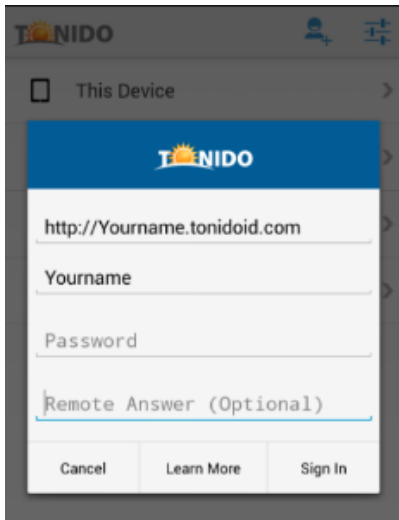 TONIDO
This Device
TONIDO
http://Yourname.tonidoid.com
Yourname
Password
Remote Answer (Optional)
Cancel Learn More Sign In